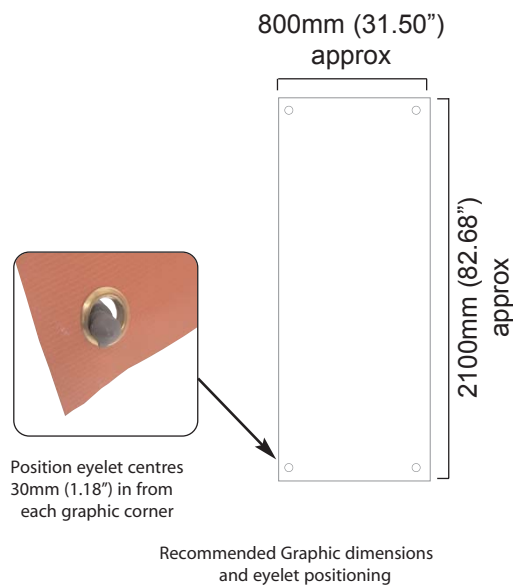 800mm (31.50”)
approx
2100mm (82.68”)
approx
Position eyelet centres
30mm (1.18”) in from
each graphic corner
Recommended Graphic dimensions
and eyelet positioning